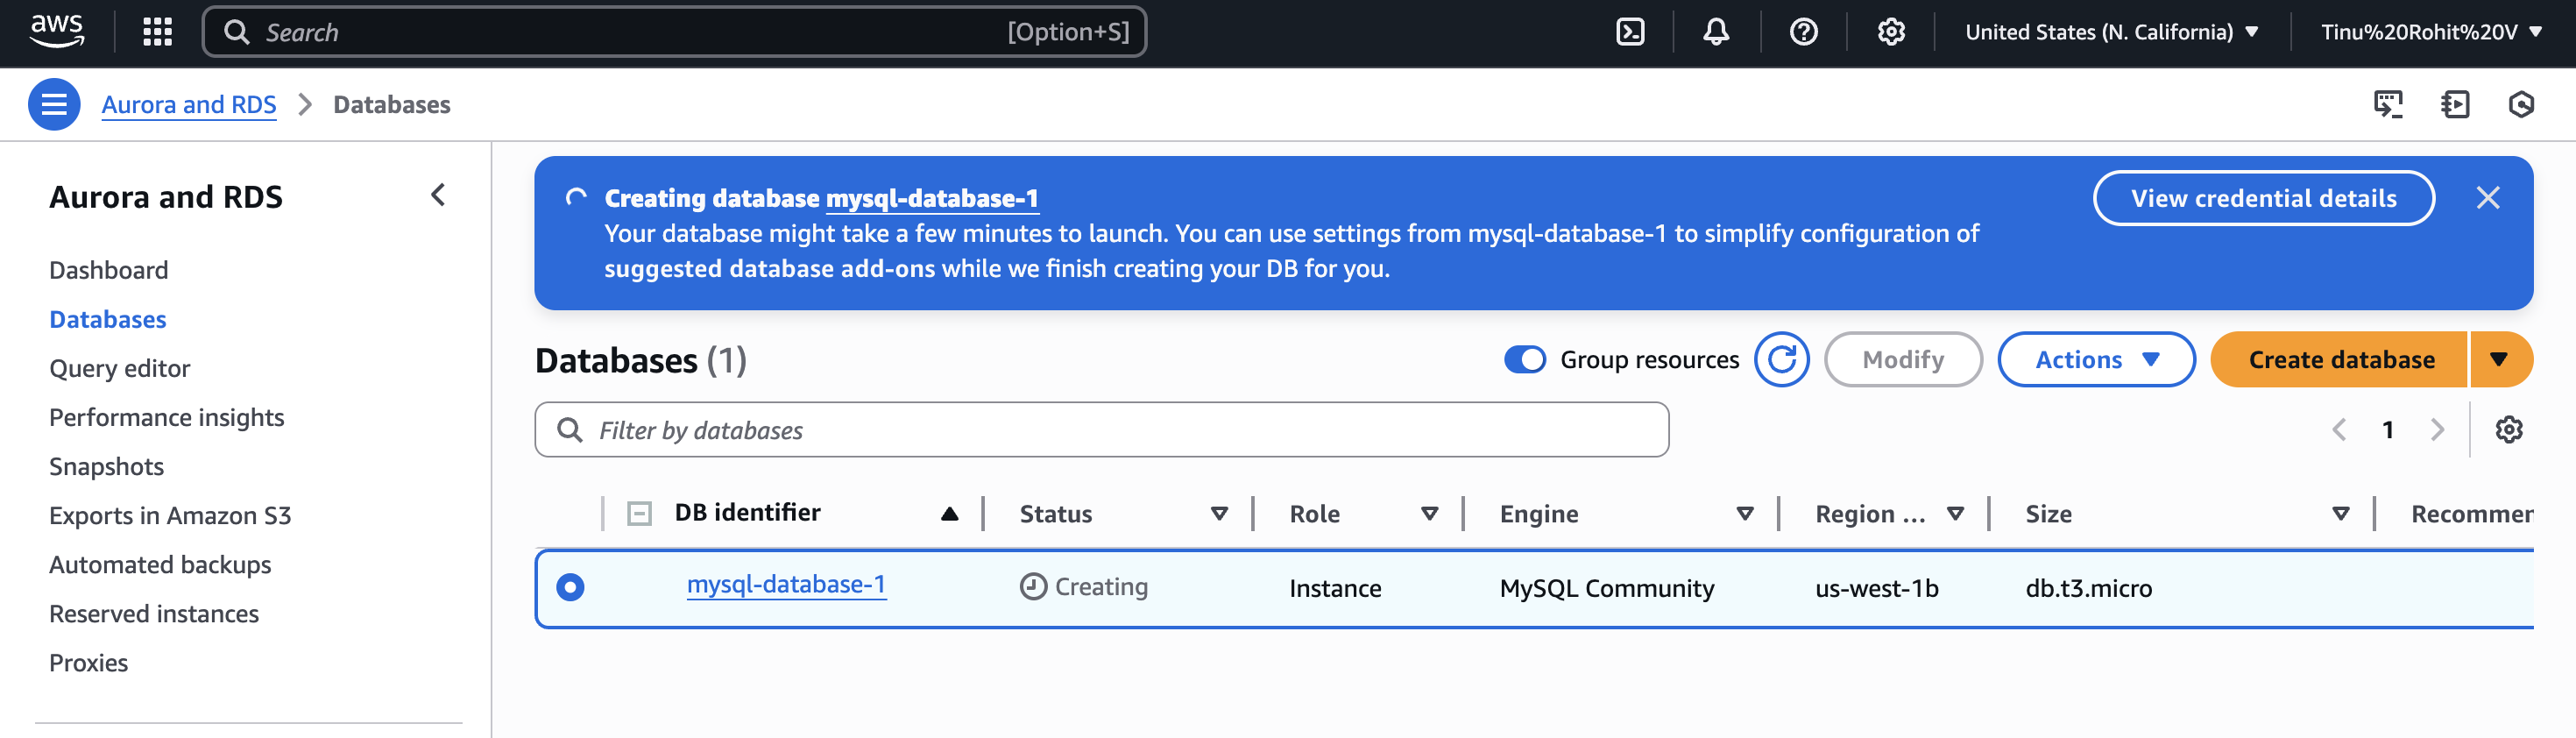 aws
Search [Option+S]
United States (N. California)
Tinu%20Rohit%20V
Aurora and RDS
Databases
Aurora and RDS
Dashboard
Databases
Query editor
Performance insights
Snapshots
Exports in Amazon S3
Automated backups
Reserved instances
Proxies
Creating database mysql-database-1
Your database might take a few minutes to launch. You can use settings from mysql-database-1 to simplify configuration of
suggested database add-ons while we finish creating your DB for you.
View credential details
Databases (1)
Group resources
Modify
Actions
Create database
Filter by databases
1
DB identifier Status Role Engine Region ... Size Recommen
mysql-database-1 Creating Instance MySQL Community us-west-1b db.t3.micro